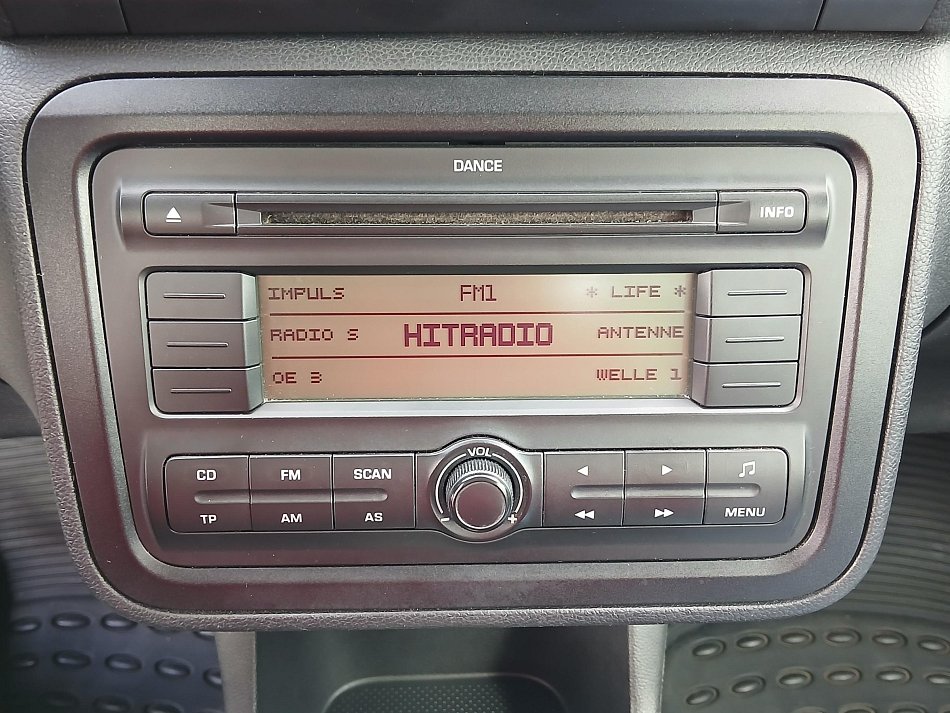 DANCE
INFO
IMPULS FM1 * LIFE *
RADIO S HITRADIO ANTENNE
OE 3 WELLE 1
VOL
CD FM SCAN
TP AM AS - + MENU